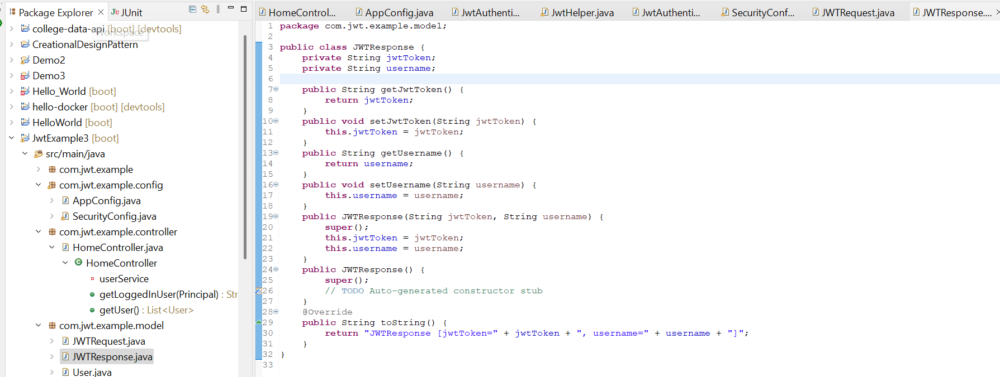 Package Explorer
JUnit
college-data-api [boot] [devtools]
Workspace
CreationalDesignPattern
Demo2
Demo3
Hello_World [boot]
hello-docker [boot] [devtools]
HelloWorld [boot]
JwtExample3 [boot]
src/main/java
com.jwt.example
com.jwt.example.config
AppConfig.java
SecurityConfig.java
com.jwt.example.controller
HomeController.java
HomeController
userService
getLoggedInUser(Principal) : Str
getUser() : List<User>
com.jwt.example.model
JWTRequest.java
JWTResponse.java
User.java
HomeControl... AppConfig.java JwtAuthenti... JwtHelper.java JwtAuthenti... SecurityConf... JWTRequest.java JWTResponse....
1 package com.jwt.example.model;
2
3 public class JWTResponse {
4 private String jwtToken;
5 private String username;
6
7 public String getJwtToken() {
8 return jwtToken;
9 }
10 public void setJwtToken(String jwtToken) {
11 this.jwtToken = jwtToken;
12 }
13 public String getUsername() {
14 return username;
15 }
16 public void setUsername(String username) {
17 this.username = username;
18 }
19 public JWTResponse(String jwtToken, String username) {
20 super();
21 this.jwtToken = jwtToken;
22 this.username = username;
23 }
24 public JWTResponse() {
25 super();
26 // TODO Auto-generated constructor stub
27 }
28 @Override
29 public String toString() {
30 return "JWTResponse [jwtToken=" + jwtToken + ", username=" + username + "]";
31 }
32 }
33